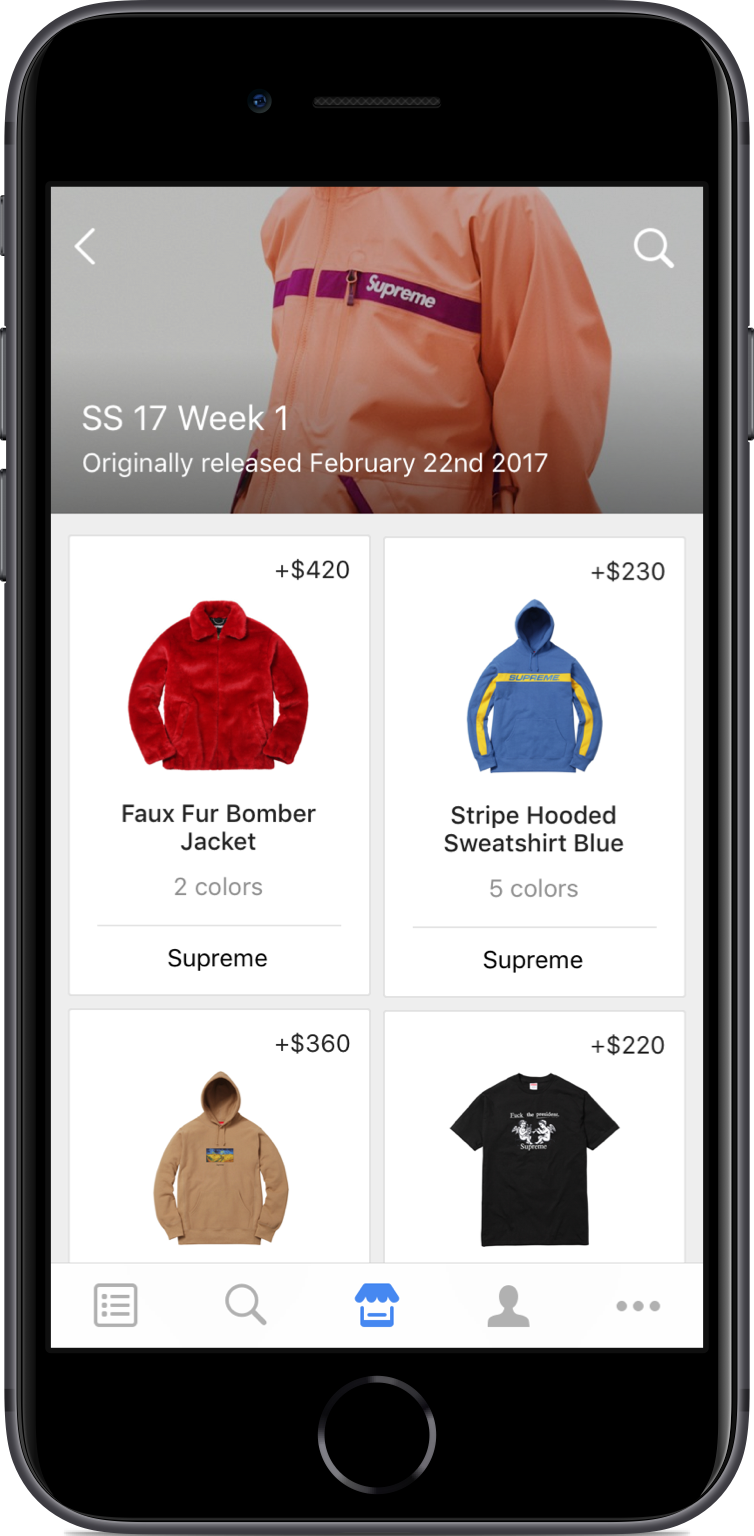 Supreme
SS 17 Week 1
Originally released February 22nd 2017
+$420
+$230
SUPREME
Faux Fur Bomber
Jacket
Stripe Hooded
Sweatshirt Blue
2 colors
5 colors
Supreme
Supreme
+$360
+$220
Fuck the president.
Supreme